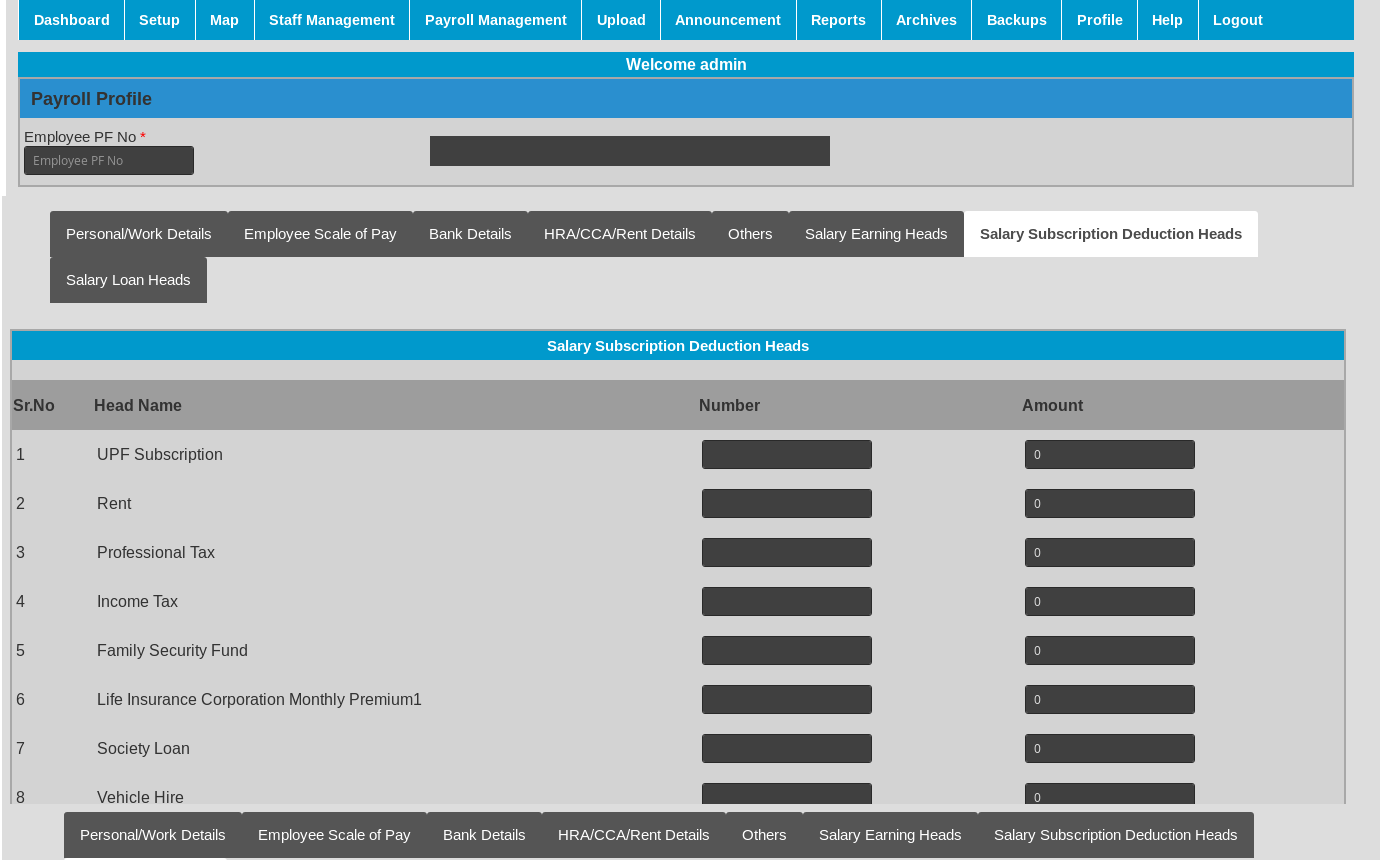 Dashboard Setup Map Staff Management Payroll Management Upload Announcement Reports Archives Backups Profile Help Logout
Welcome admin
Payroll Profile
Employee PF No *
Employee PF No
Personal/Work Details Employee Scale of Pay Bank Details HRA/CCA/Rent Details Others Salary Earning Heads Salary Subscription Deduction Heads
Salary Loan Heads
Salary Subscription Deduction Heads
Sr.No Head Name Number Amount
1 UPF Subscription 0
2 Rent 0
3 Professional Tax 0
4 Income Tax 0
5 Family Security Fund 0
6 Life Insurance Corporation Monthly Premium1 0
7 Society Loan 0
8 Vehicle Hire 0
Personal/Work Details Employee Scale of Pay Bank Details HRA/CCA/Rent Details Others Salary Earning Heads Salary Subscription Deduction Heads